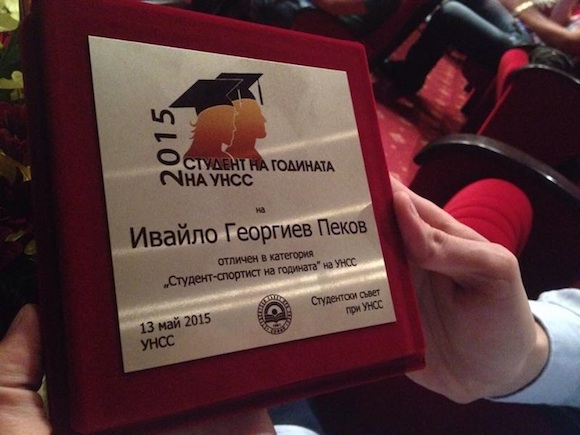 2015
СТУДЕНТ НА ГОДИНАТА
НА УНСС
на
Ивайло Георгиев Пеков
отличен в категория
„Студент-спортист на годината" на УНСС
13 май 2015
УНСС
Студентски съвет
при УНСС